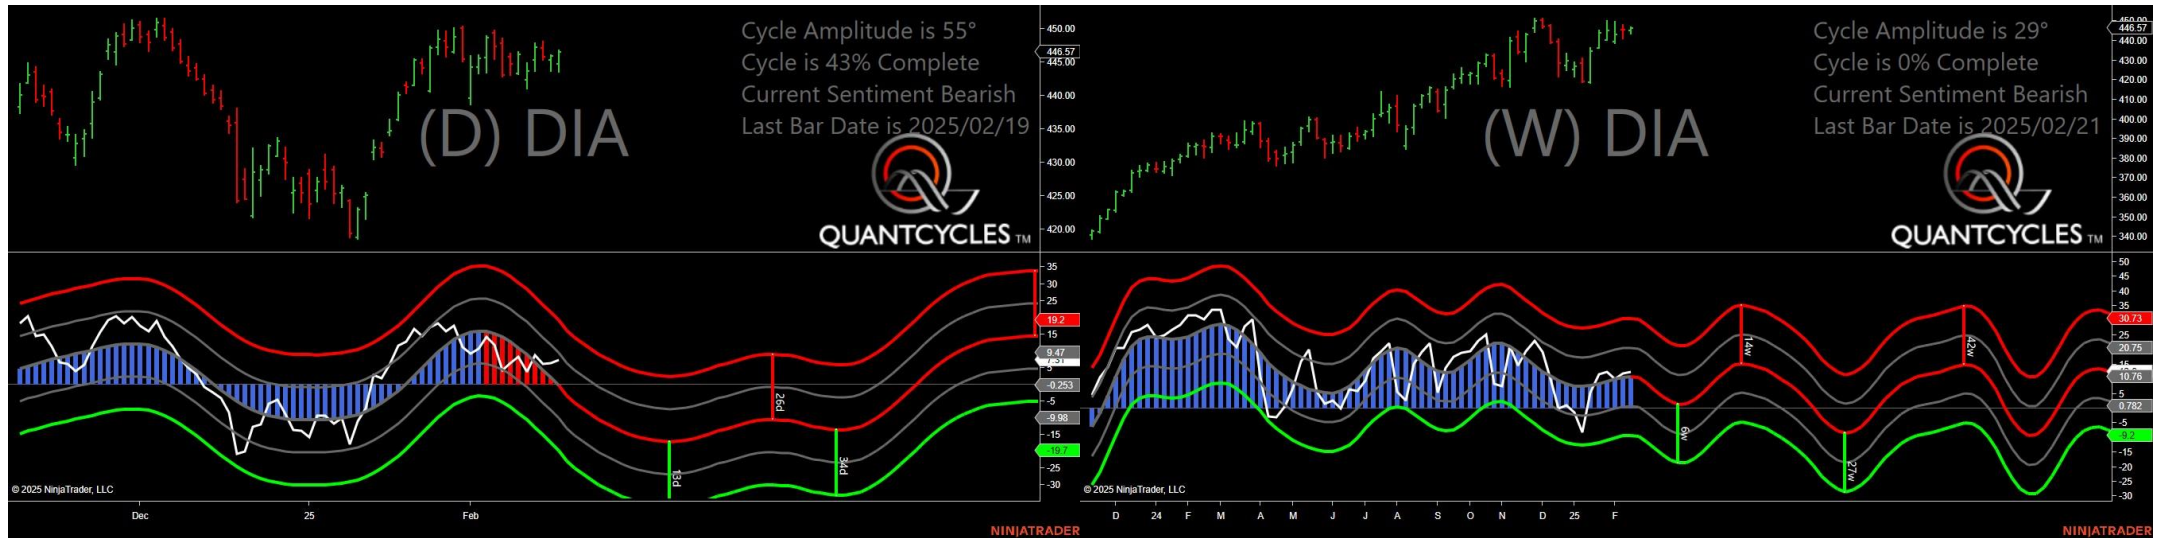 Cycle Amplitude is 55°
Cycle is 43% Complete
Current Sentiment Bearish
Last Bar Date is 2025/02/19
(D) DIA
QUANTCYCLES TM
450.00
446.57
445.00
440.00
435.00
430.00
425.00
420.00
35
30
25
19.2
15
9.47
5
-0.253
-5
-9.98
-15
-19.7
-25
-30
26d
13d
34d
© 2025 NinjaTrader, LLC
Dec
25
Feb
NINJATRADER
Cycle Amplitude is 29°
Cycle is 0% Complete
Current Sentiment Bearish
Last Bar Date is 2025/02/21
(W) DIA
QUANTCYCLES TM
446.57
440.00
430.00
420.00
410.00
400.00
390.00
380.00
370.00
360.00
350.00
340.00
50
45
40
35
30.73
25
20.75
10.76
5
0.782
-5
-9.2
-15
-20
-25
-30
14w
42w
6w
27w
© 2025 NinjaTrader, LLC
D
24
F
M
A
M
J
J
A
S
O
N
D
25
F
NINJATRADER